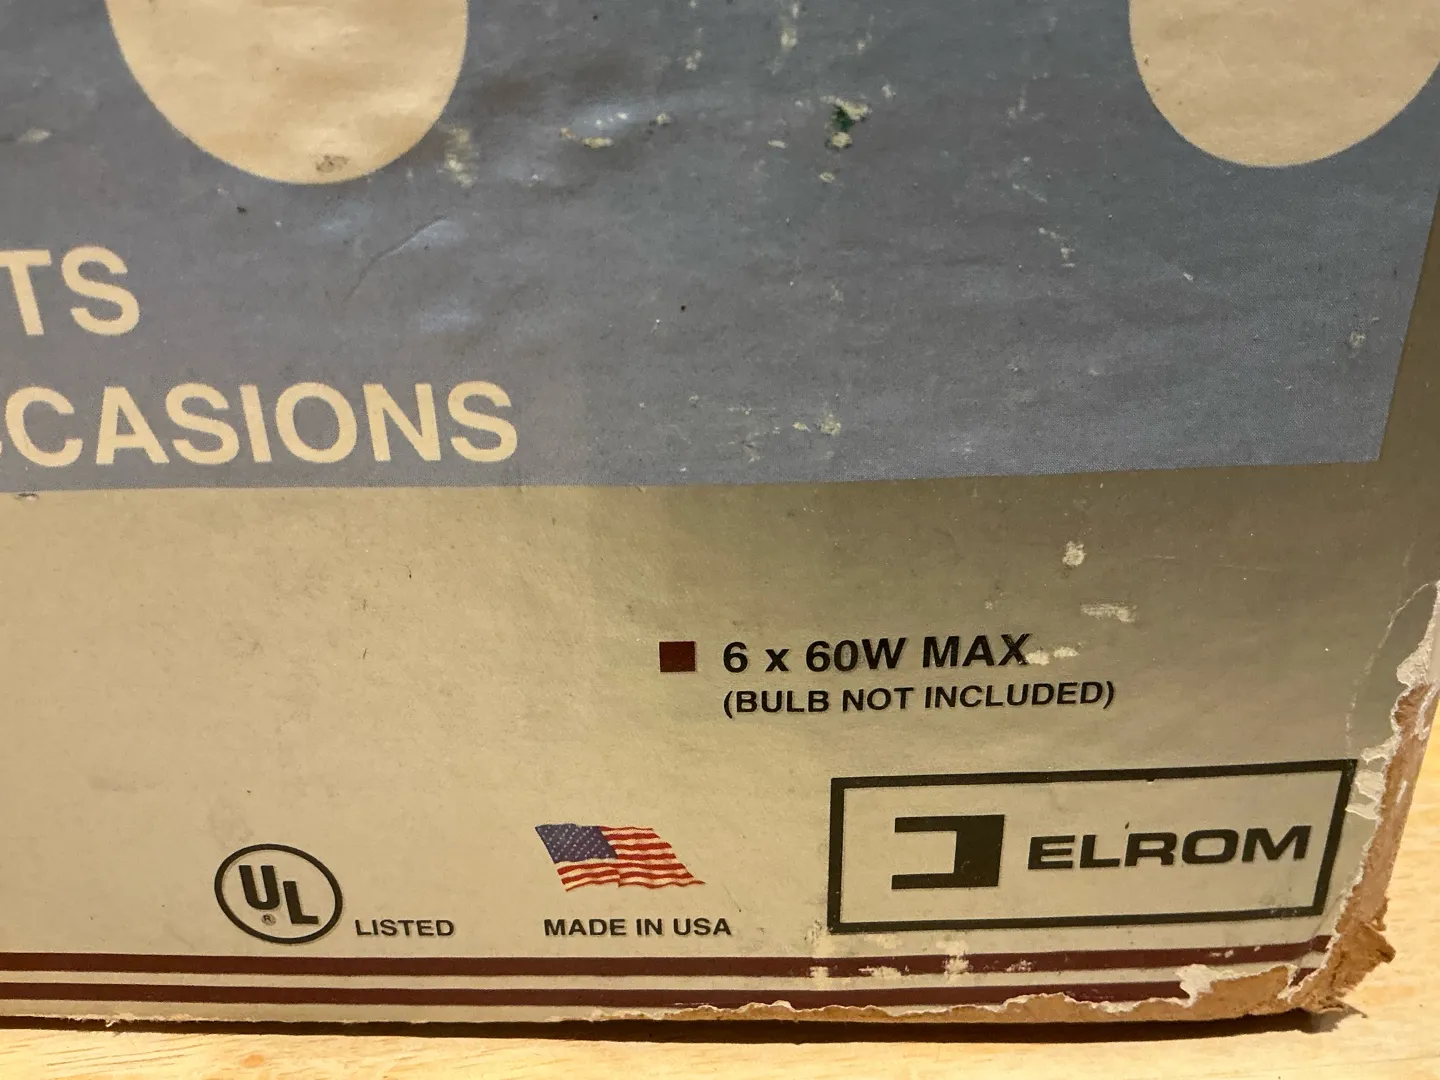 TS
CASIONS
6 x 60W MAX
(BULB NOT INCLUDED)
UL
®
LISTED
MADE IN USA
ELROM